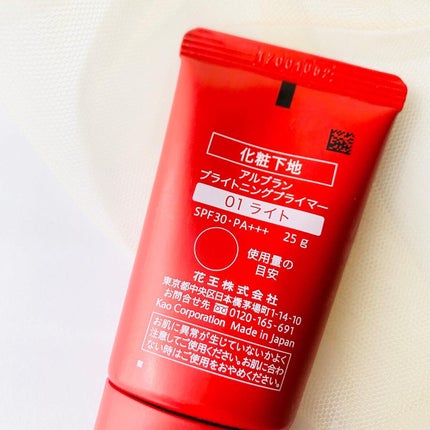 化粧下地
アルブラン
ブライトニングプライマー
01 ライト
SPF30・PA+++ 25g
使用量の
目安
花王株式会社
東京都中央区日本橋茅場町1-14-10
お問合せ先 0120-165-691
Kao Corporation Made in Japan
お肌に異常が生じていないかよく
注意してご使用ください。お肌に合わ
ない時はご使用をおやめください。